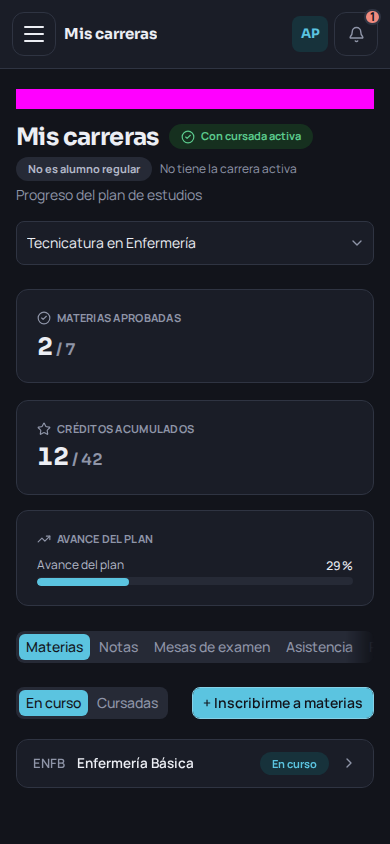 Mis carreras
AP
1
Mis carreras
Con cursada activa
No es alumno regular
No tiene la carrera activa
Progreso del plan de estudios
Tecnicatura en Enfermería
MATERIAS APROBADAS
2 / 7
CRÉDITOS ACUMULADOS
12 / 42
AVANCE DEL PLAN
Avance del plan 29 %
Materias Notas Mesas de examen Asistencia
En curso Cursadas + Inscribirme a materias
ENFB Enfermería Básica En curso